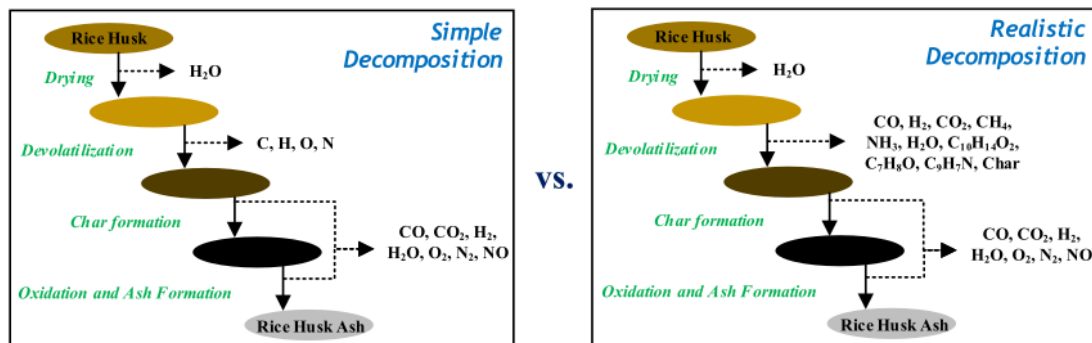 Simple
Decomposition
Rice Husk
Drying
H₂O
Devolatilization
C, H, O, N
Char formation
CO, CO₂, H₂,
H₂O, O₂, N₂, NO
Oxidation and Ash Formation
Rice Husk Ash
vs.
Realistic
Decomposition
Rice Husk
Drying
H₂O
CO, H₂, CO₂, CH₄,
NH₃, H₂O, C₁₀H₁₄O₂,
C₇H₈O, C₉H₇N, Char
Devolatilization
Char formation
CO, CO₂, H₂,
H₂O, O₂, N₂, NO
Oxidation and Ash Formation
Rice Husk Ash